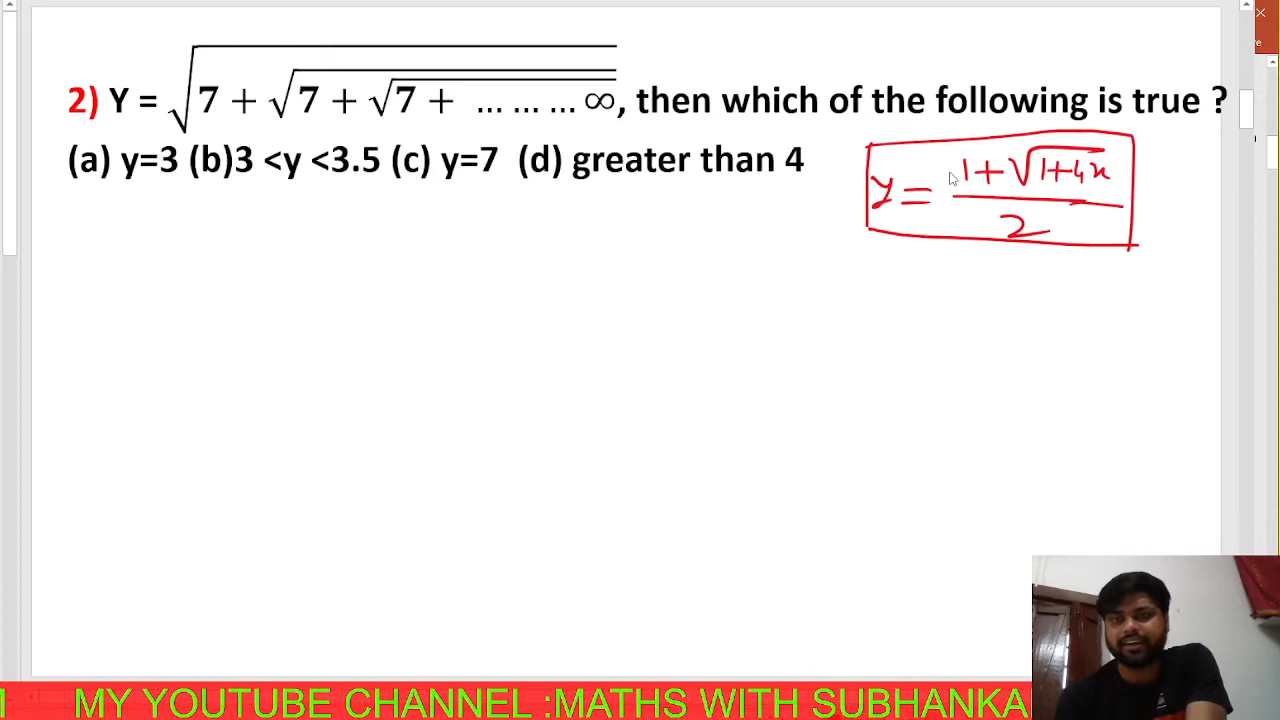 2) Y = √7 + √7 + √7 + ... ... ... ∞, then which of the following is true ?
(a) y=3 (b)3 <y <3.5 (c) y=7 (d) greater than 4
y = 1+√1+4x / 2
MY YOUTUBE CHANNEL :MATHS WITH SUBHANKA